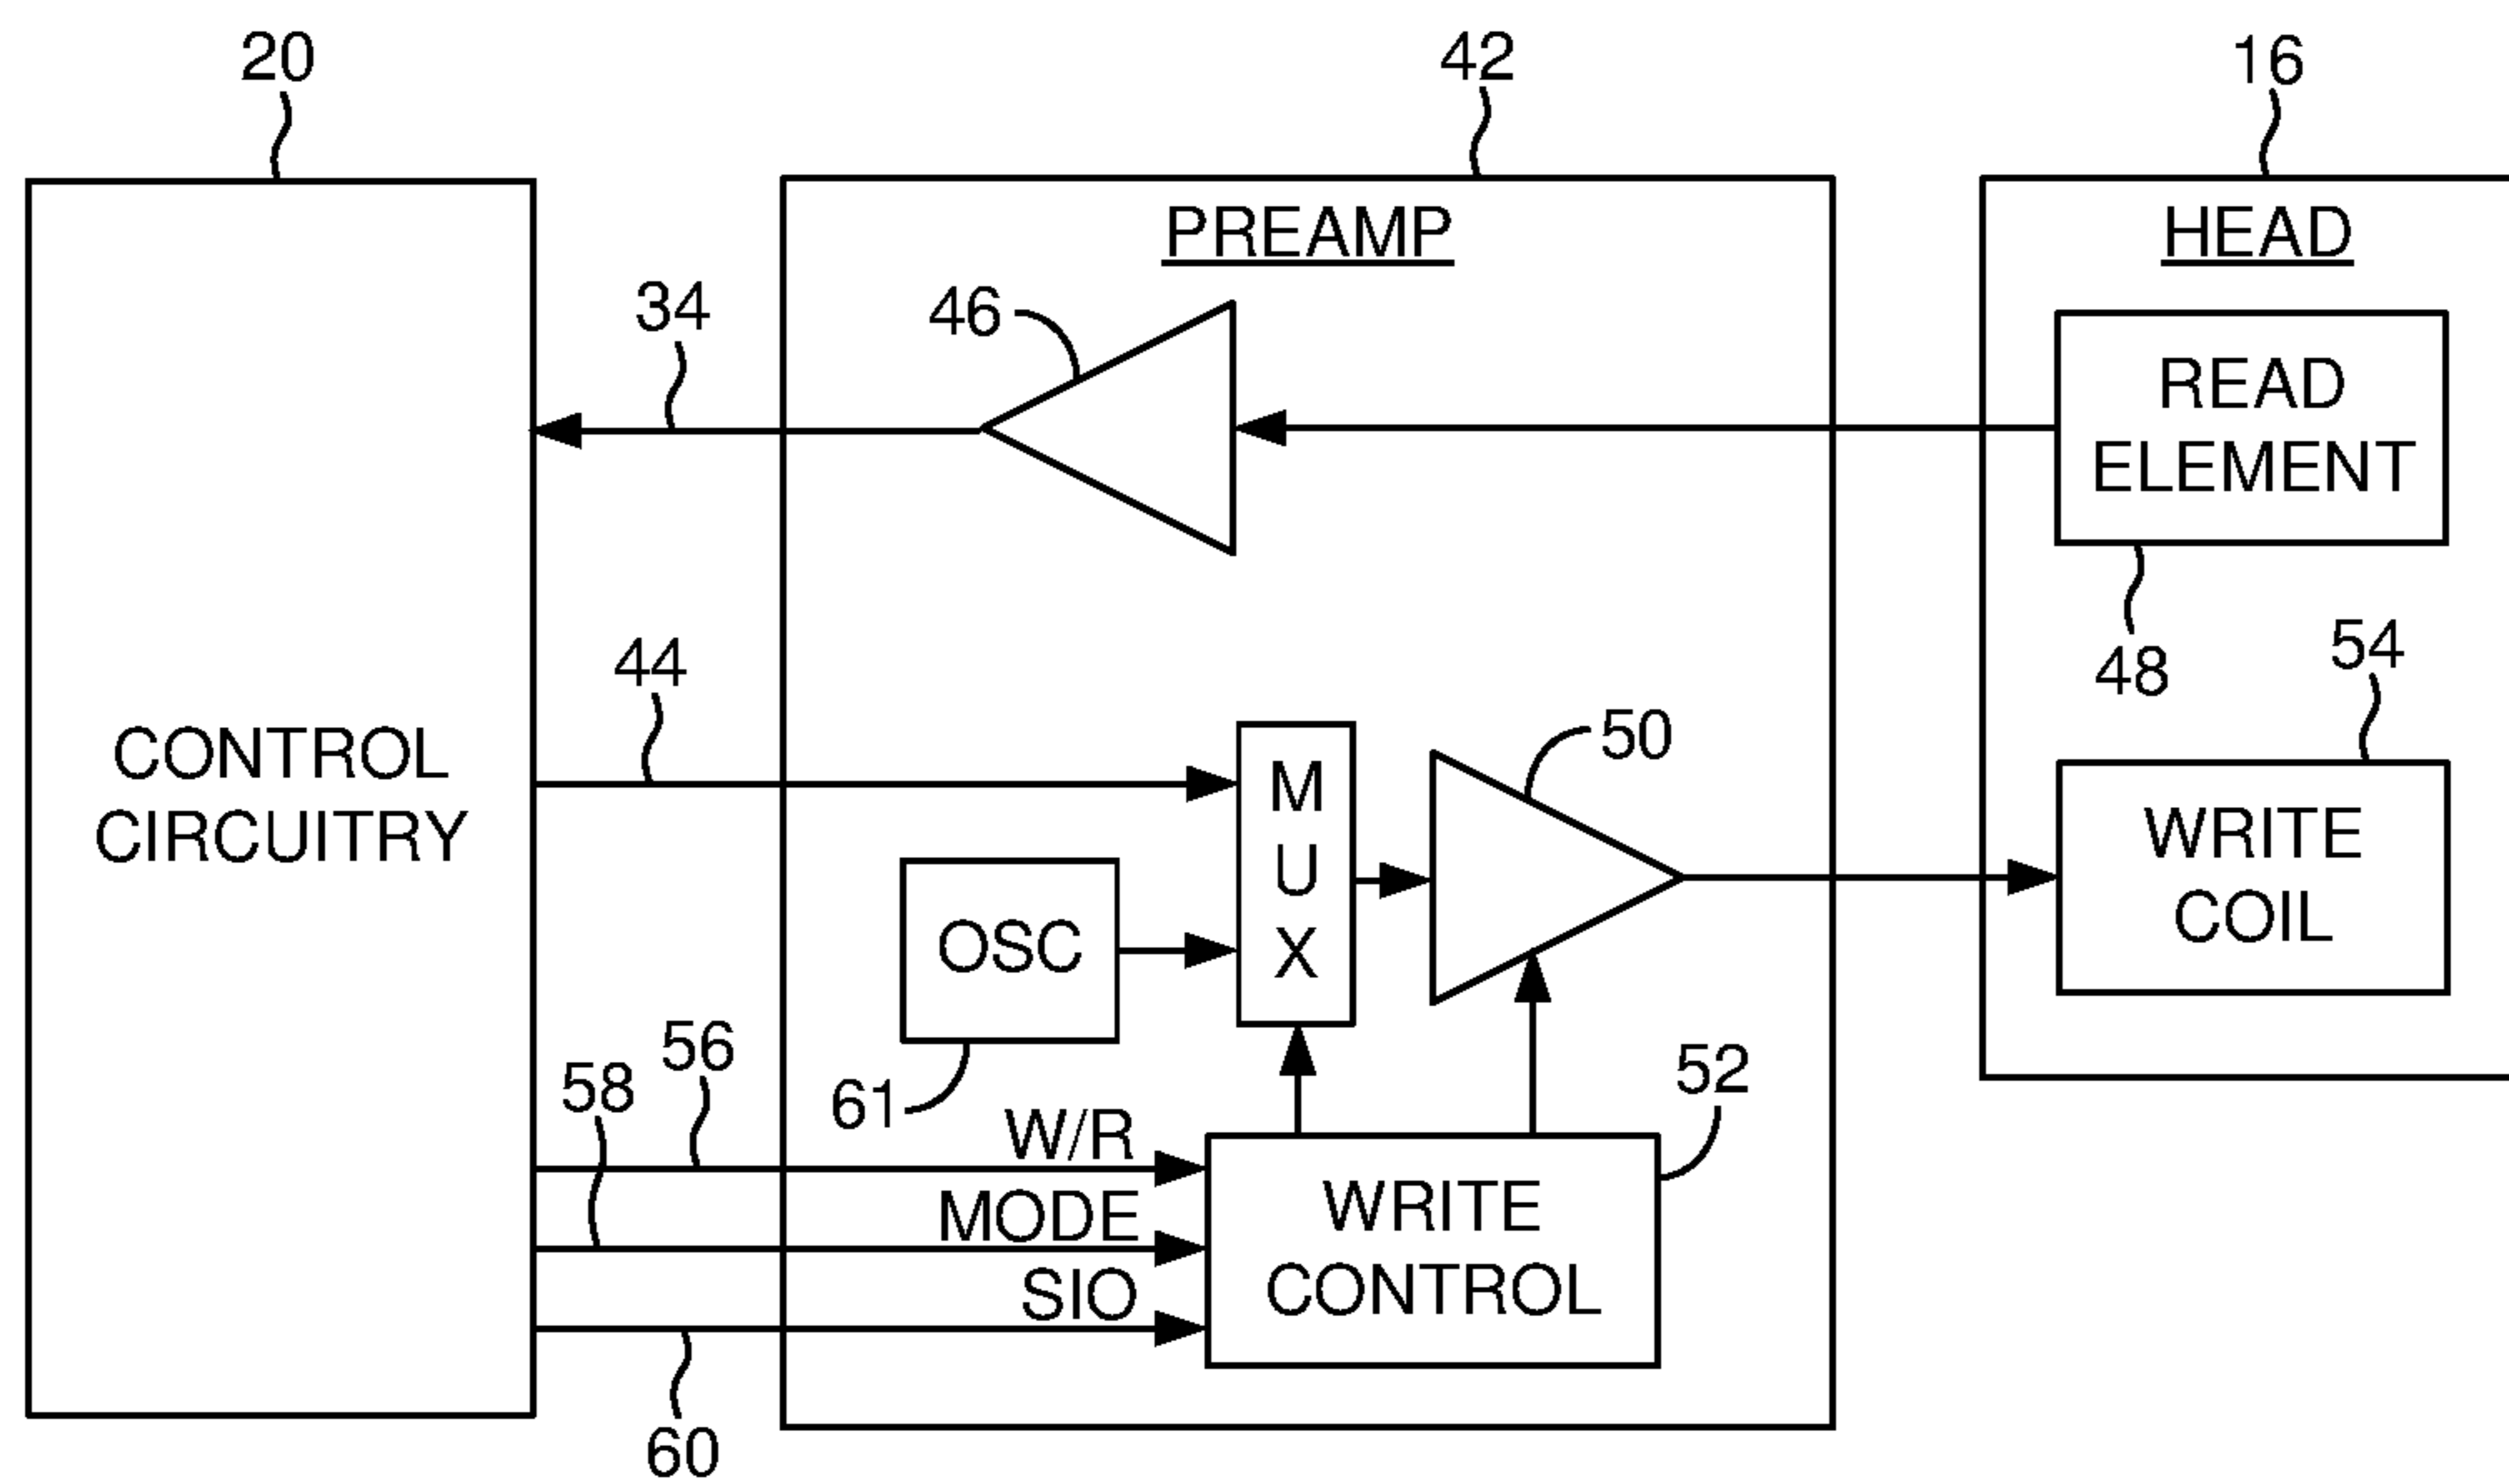 20
42
16
PREAMP
HEAD
34
46
READ
ELEMENT
44
48
54
50
CONTROL
CIRCUITRY
M
U
X
WRITE
COIL
OSC
56
58
61
52
W/R
MODE
SIO
WRITE
CONTROL
60